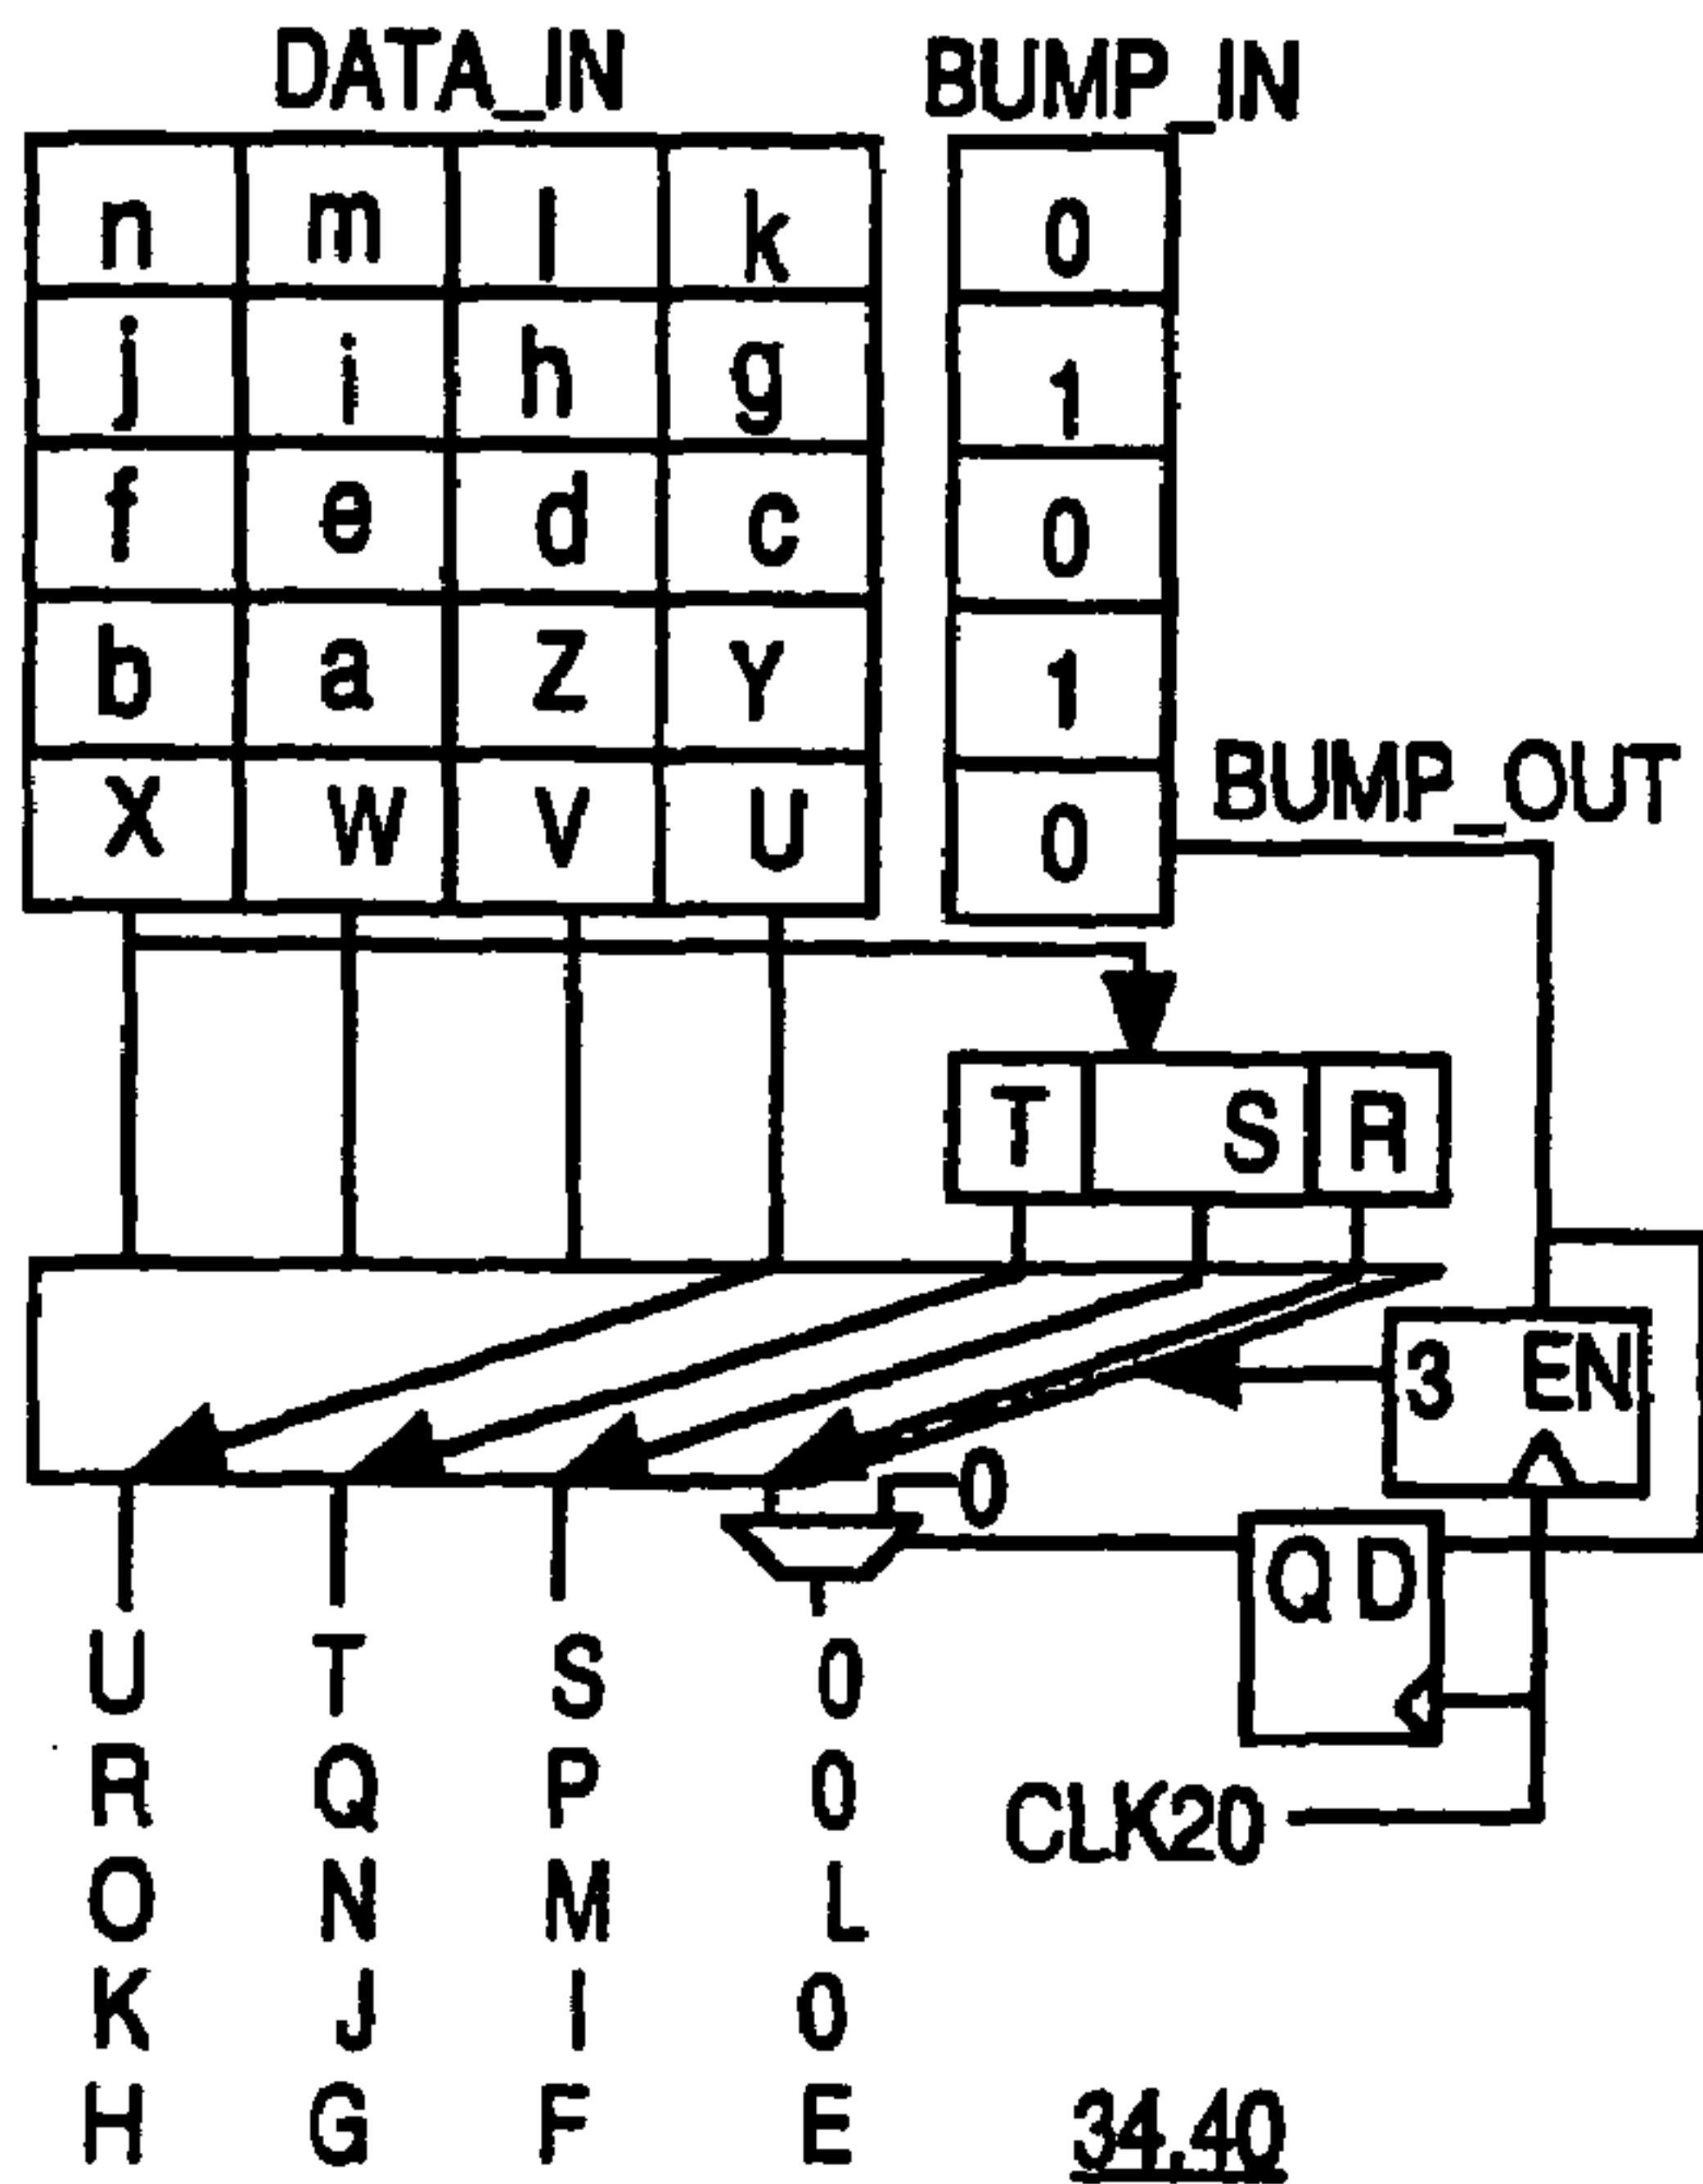 DATA_IN BUMP_IN
n m l k 0
j i h g 1
f e d c 0
b a Z Y 1
X W V U 0
BUMP_OUT
T S R
3 EN
0
Q D
U T S 0
R Q P 0
CLK20
O N M L
K J I 0
H G F E
34,40